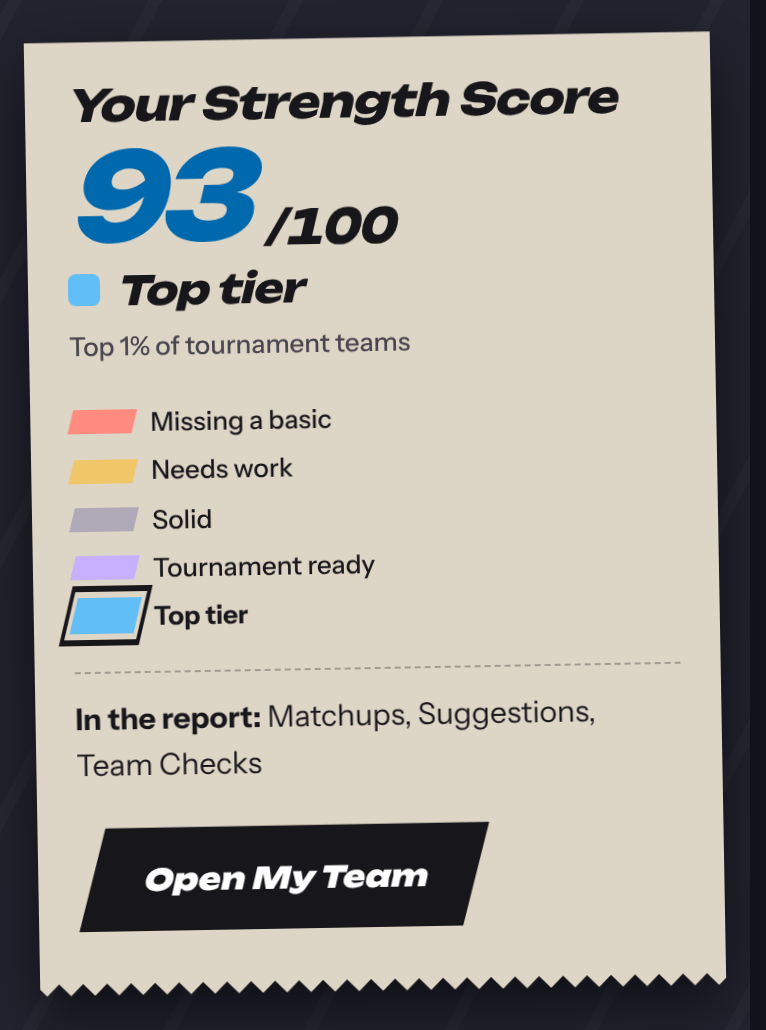 Your Strength Score
93 /100
Top tier
Top 1% of tournament teams
Missing a basic
Needs work
Solid
Tournament ready
Top tier
In the report: Matchups, Suggestions,
Team Checks
Open My Team